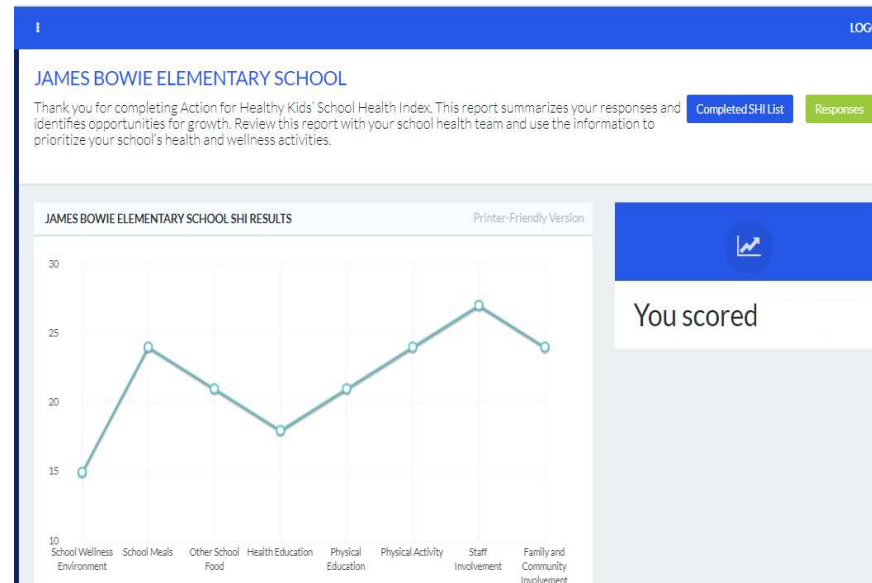 LOGO
JAMES BOWIE ELEMENTARY SCHOOL
Thank you for completing Action for Healthy Kids' School Health Index. This report summarizes your responses and
identifies opportunities for growth. Review this report with your school health team and use the information to
prioritize your school's health and wellness activities.
Completed SHI List
Responses
JAMES BOWIE ELEMENTARY SCHOOL SHI RESULTS
Printer-Friendly Version
You scored
30
25
20
15
10
School Wellness
Environment
School Meals
Other School
Food
Health Education
Physical
Education
Physical Activity
Staff
Involvement
Family and
Community
Involvement